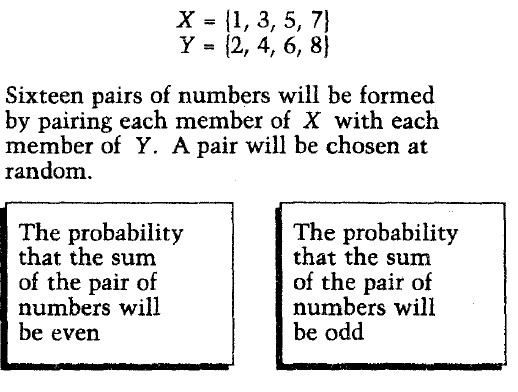 X = {1, 3, 5, 7}
Y = {2, 4, 6, 8}
Sixteen pairs of numbers will be formed
by pairing each member of X with each
member of Y. A pair will be chosen at
random.
The probability
that the sum
of the pair of
numbers will
be even
The probability
that the sum
of the pair of
numbers will
be odd